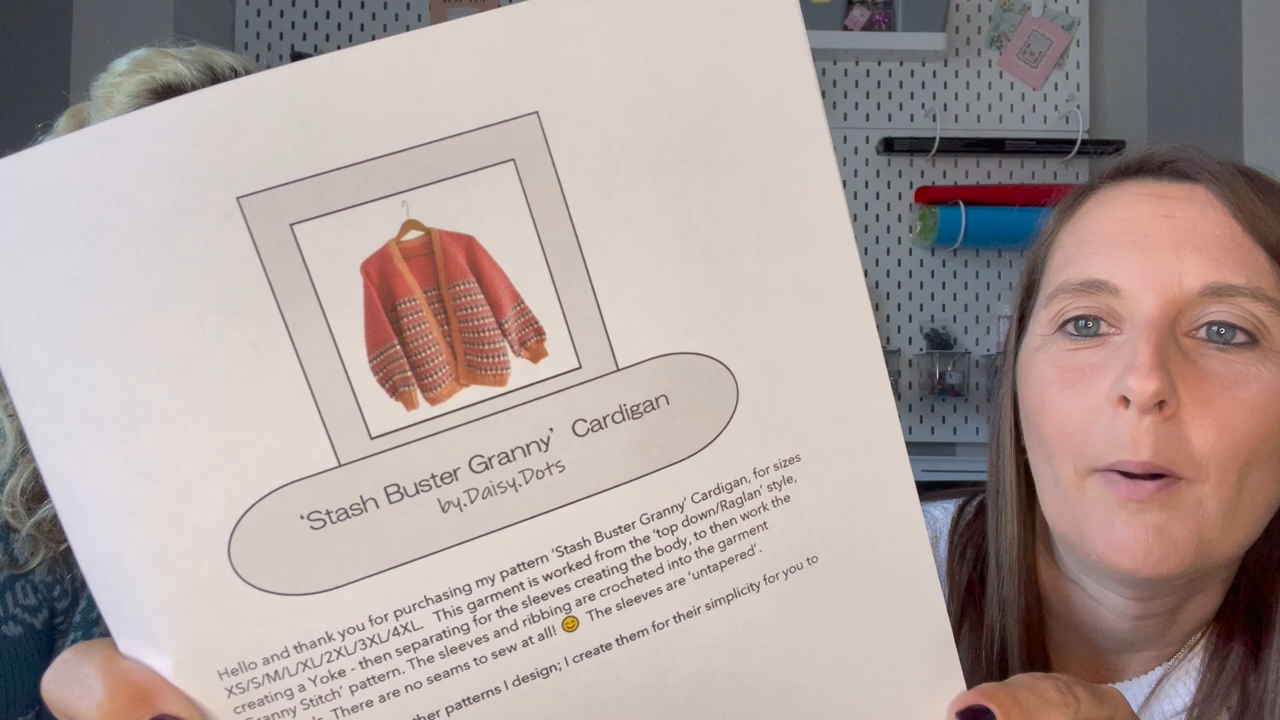 'Stash Buster Granny' Cardigan
by.Daisy.Dots
Hello and thank you for purchasing my pattern 'Stash Buster Granny' Cardigan, for sizes
XS/S/M/L/XL/2XL/3XL/4XL. This garment is worked from the 'top down/Raglan' style,
creating a Yoke - then separating for the sleeves creating the body, to then work the
Granny Stitch' pattern. The sleeves and ribbing are crocheted into the garment
There are no seams to sew at all! 😊 The sleeves are 'untapered'.
patterns I design; I create them for their simplicity for you to